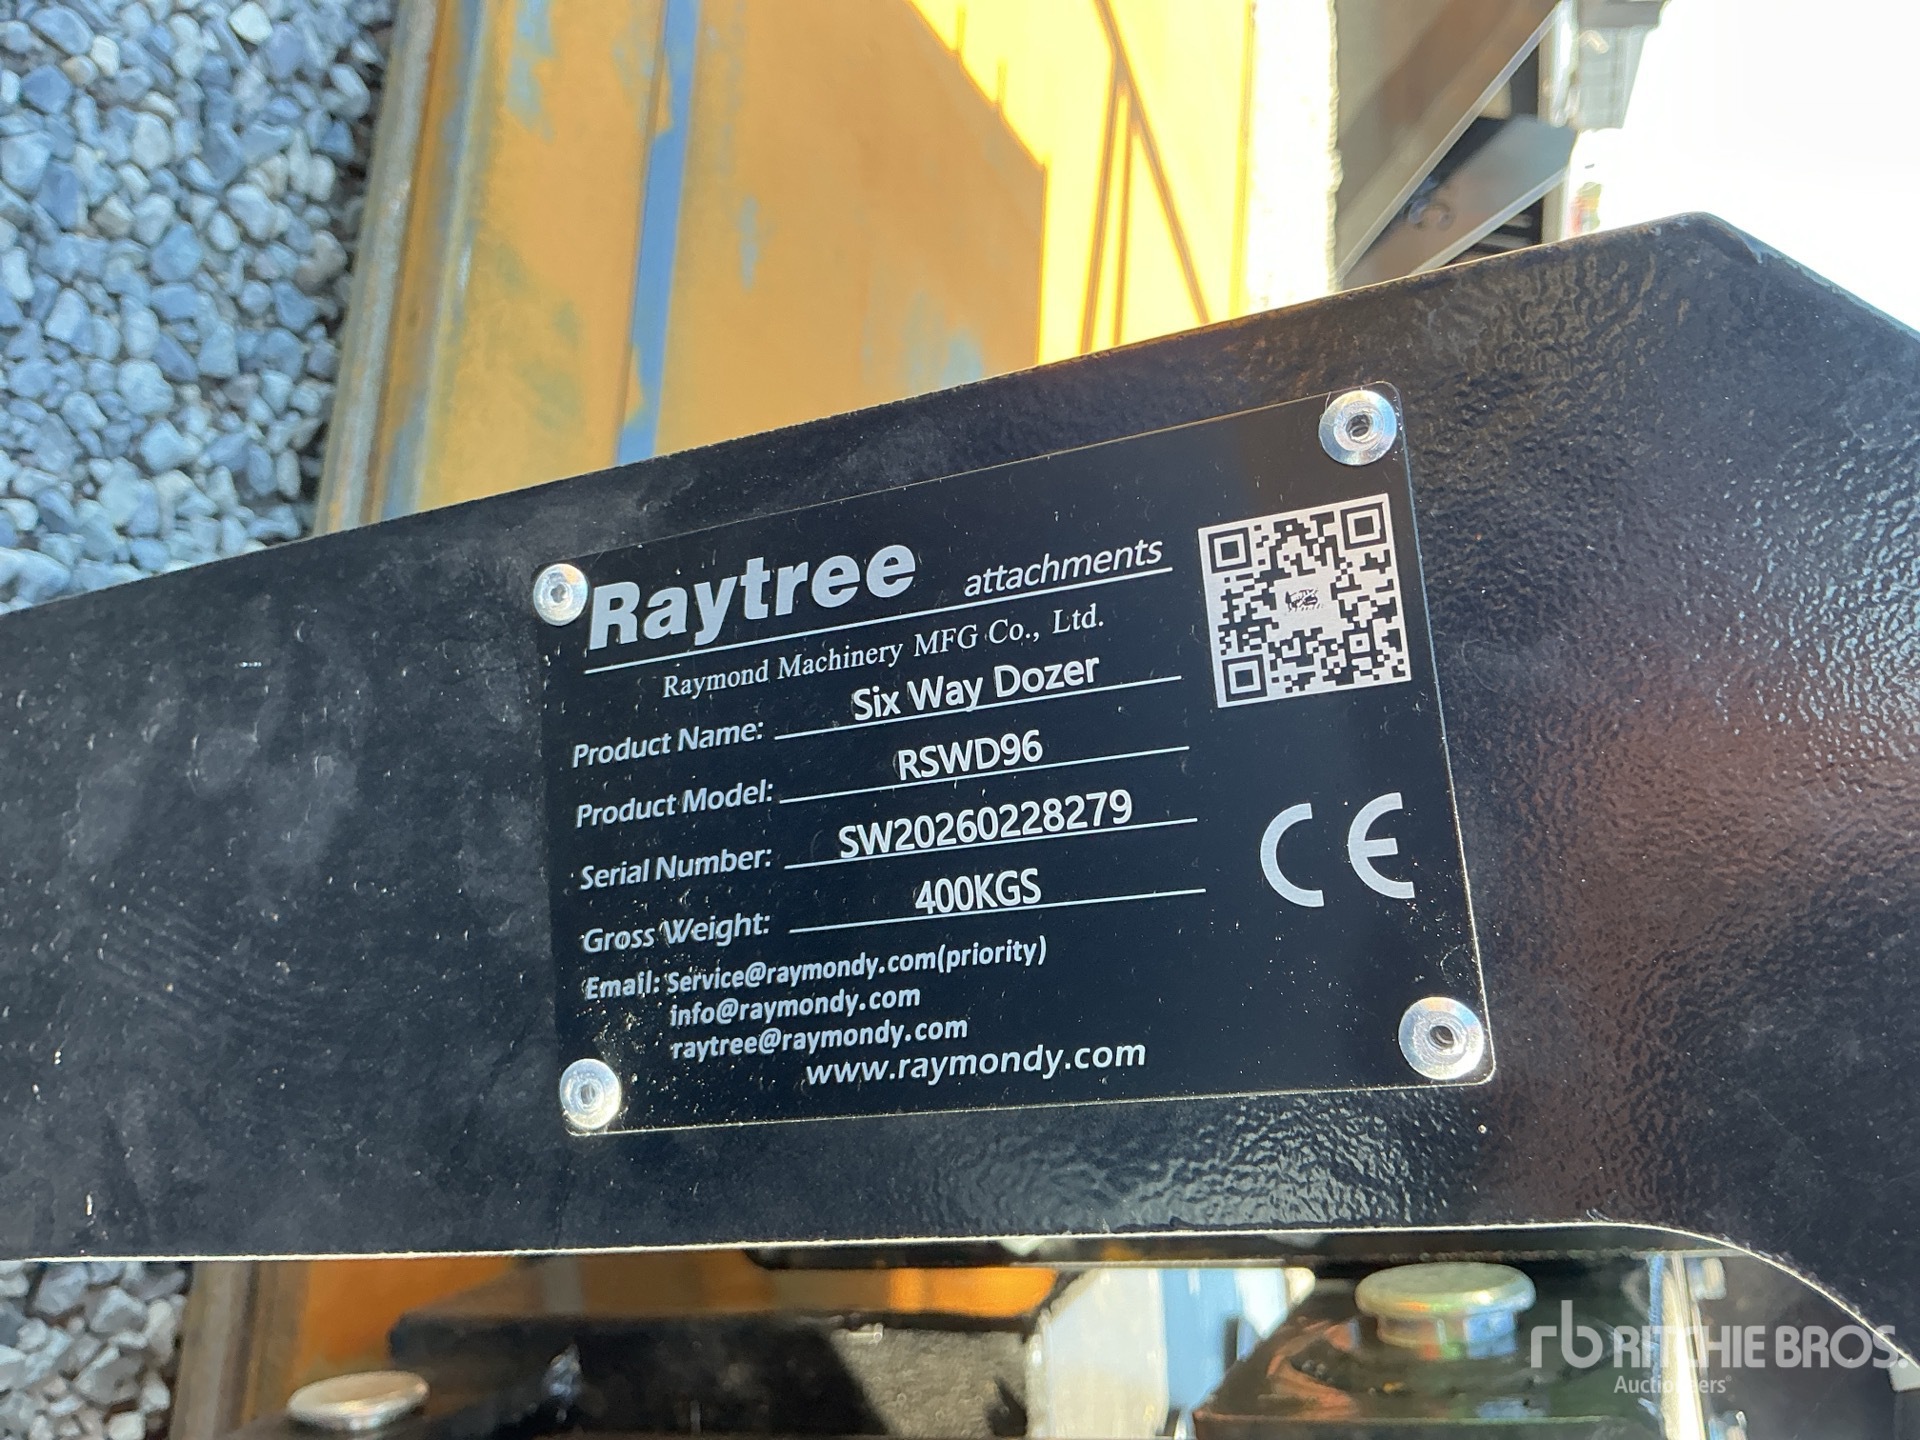 Raytree attachments
Raymond Machinery MFG Co., Ltd.
Product Name: Six Way Dozer
Product Model: RSWD96
Serial Number: SW20260228279
Gross Weight: 400KGS
CE
Email: Service@raymondy.com(priority)
info@raymondy.com
raytree@raymondy.com
www.raymondy.com
rb RITCHIE BROS.
Auctioneers